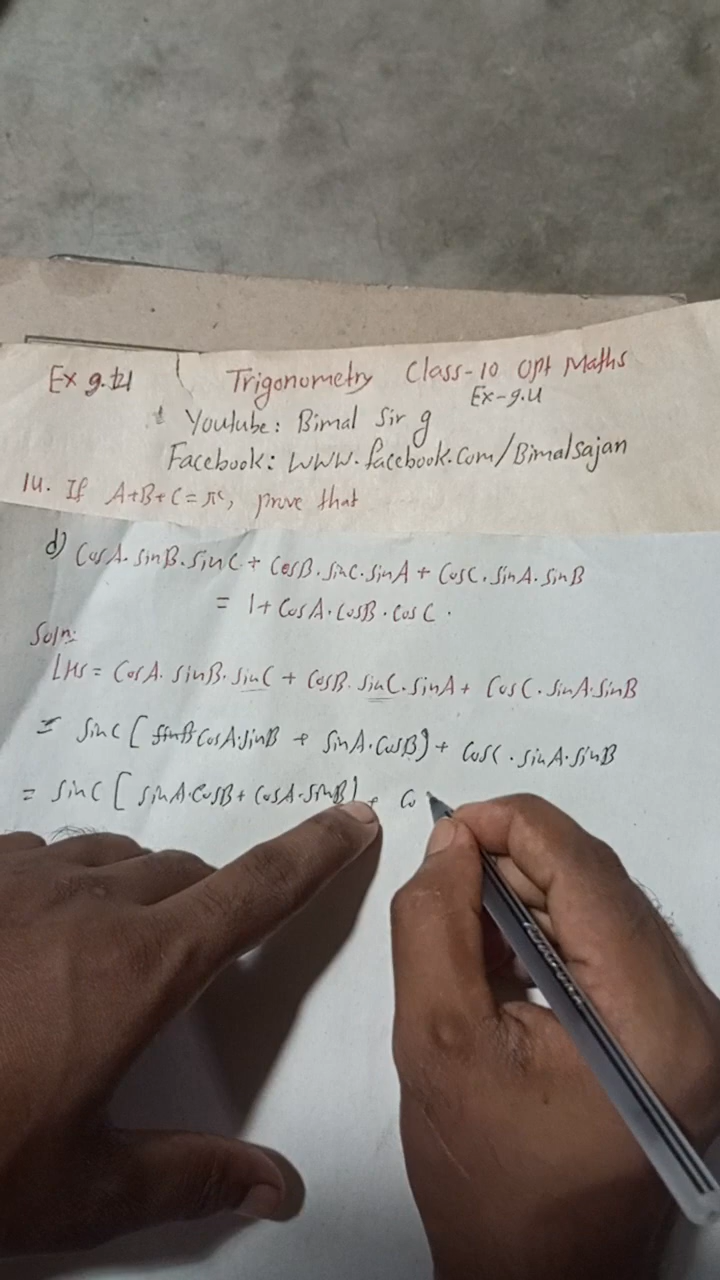 Ex 9.4 Trigonometry Class-10 Opt Maths
Ex-9.4
Youtube: Bimal Sir g
Facebook: www.facebook.com/Bimalsajan
14. If A+B+C=πᶜ, prove that
d) CosA. sinB. sinC + CosB. sinC. sinA + CosC. sinA. sinB
= 1+ CosA. CosB. Cos C.
Soln:
LHS = CosA. sinB. sinC + CosB. sinC. sinA + CosC. sinA. sinB
= sinC [ CosA. sinB + sinA. CosB) + CosC. sinA. sinB
= sinC [ sinA. CosB + CosA. sinB) + Co